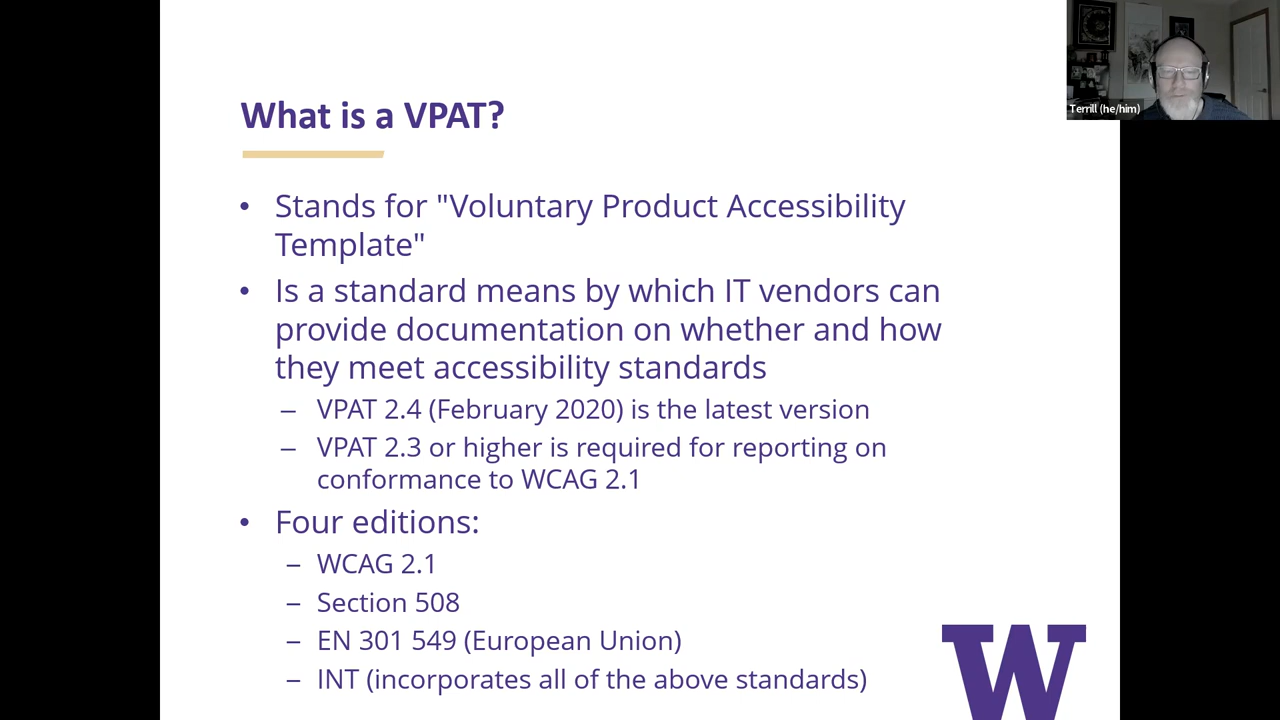 What is a VPAT?
Terrill (he/him)
• Stands for "Voluntary Product Accessibility
Template"
• Is a standard means by which IT vendors can
provide documentation on whether and how
they meet accessibility standards
– VPAT 2.4 (February 2020) is the latest version
– VPAT 2.3 or higher is required for reporting on
conformance to WCAG 2.1
• Four editions:
– WCAG 2.1
– Section 508
– EN 301 549 (European Union)
– INT (incorporates all of the above standards)
W